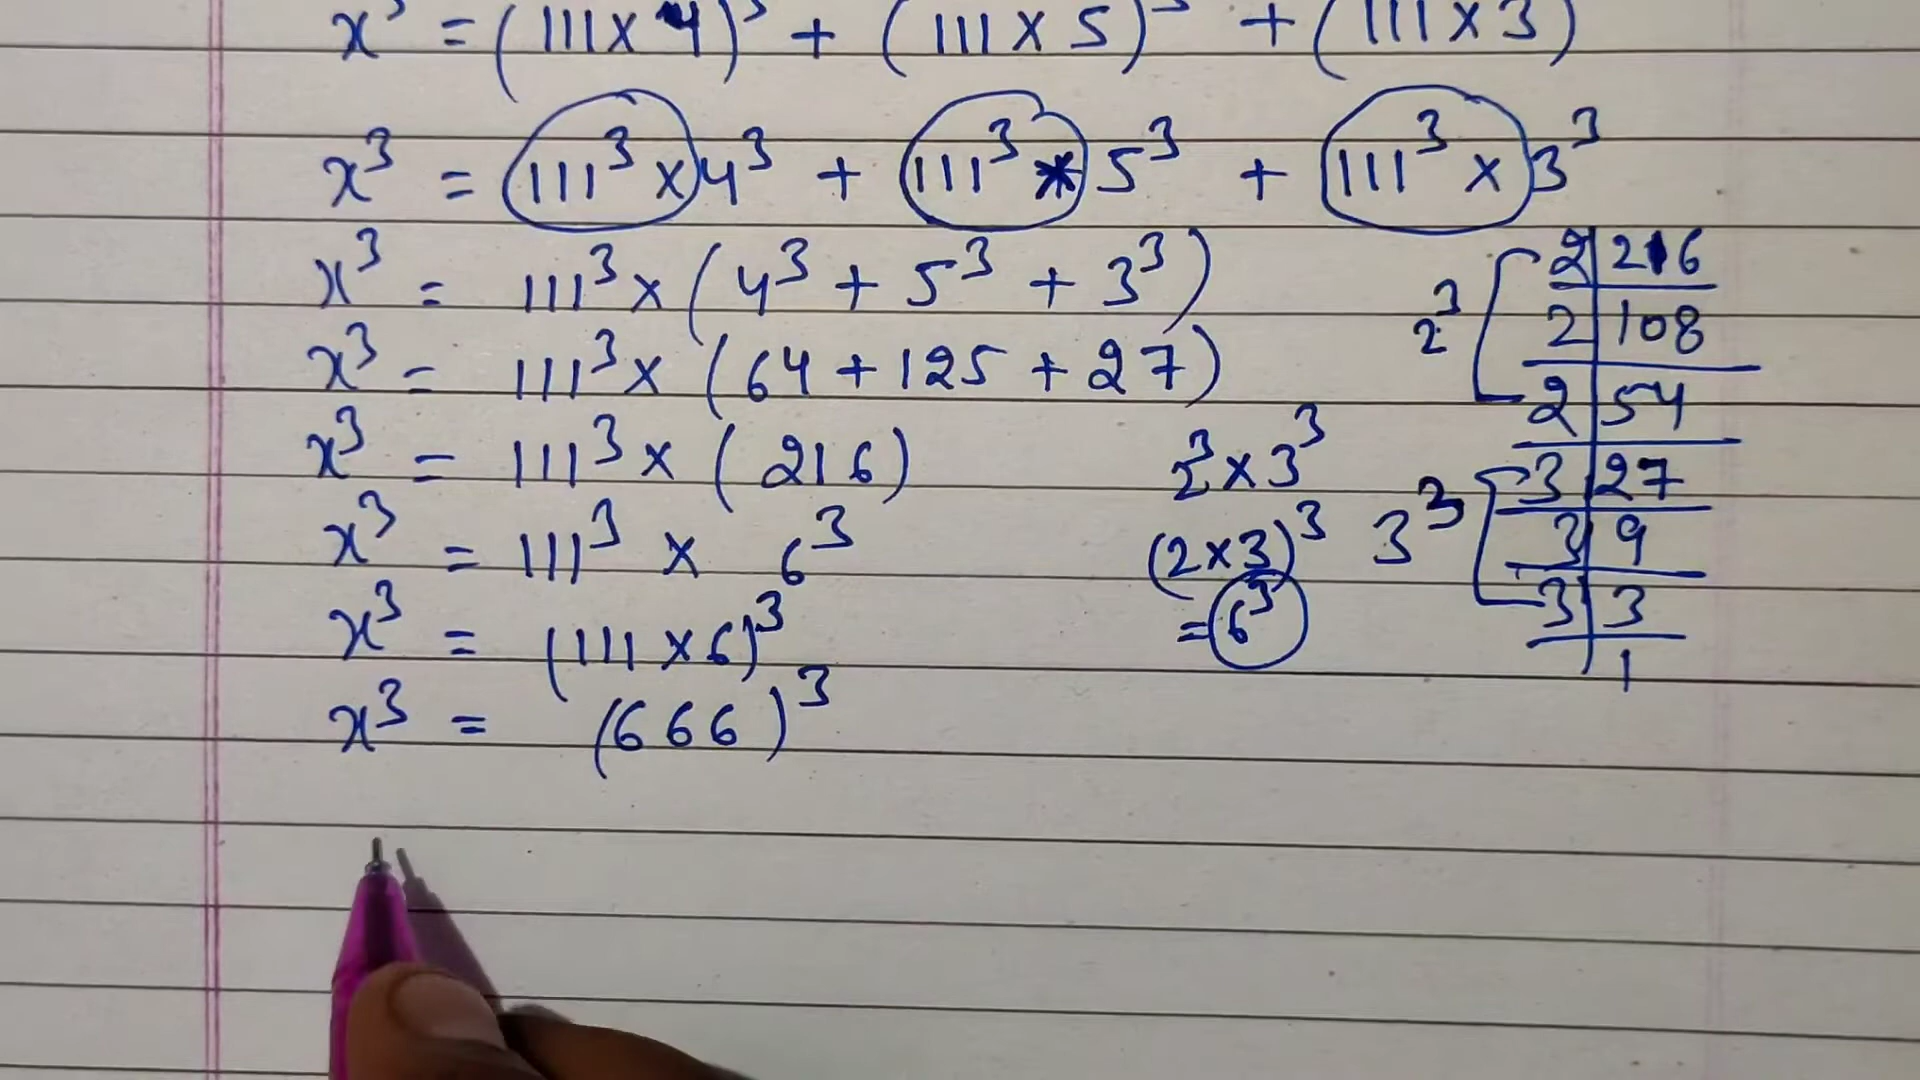 x³ = (111 × 4)³ + (111 × 5)³ + (111 × 3)
x³ = 111³ × 4³ + 111³ × 5³ + 111³ × 3³
x³ = 111³ × (4³ + 5³ + 3³)
x³ = 111³ × (64 + 125 + 27)
x³ = 111³ × (216)
x³ = 111³ × 6³
x³ = (111 × 6)³
x³ = (666)³
2³ × 3³
(2 × 3)³
= 6³
2³
3³
2 | 216
2 | 108
2 | 54
3 | 27
3 | 9
3 | 3
1